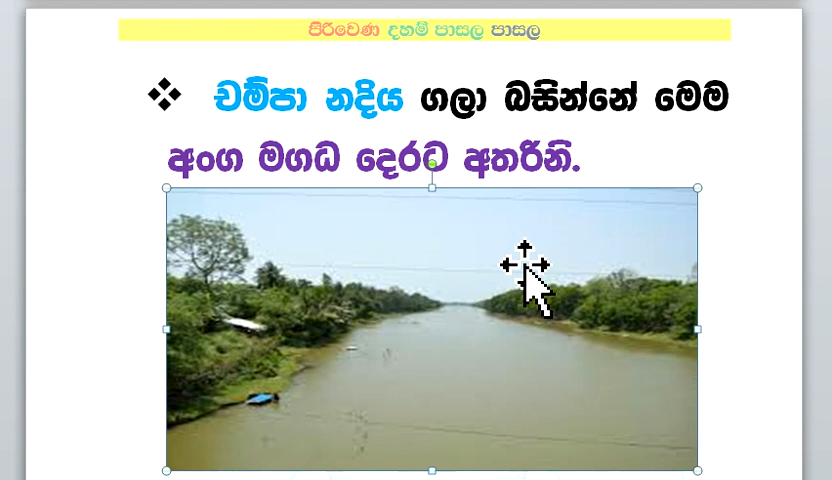 පිරිවෙණ දහම් පාසල පාසල
චම්පා නදිය ගලා බසින්නේ මෙම
අංග මගධ දෙරට අතරිනි.